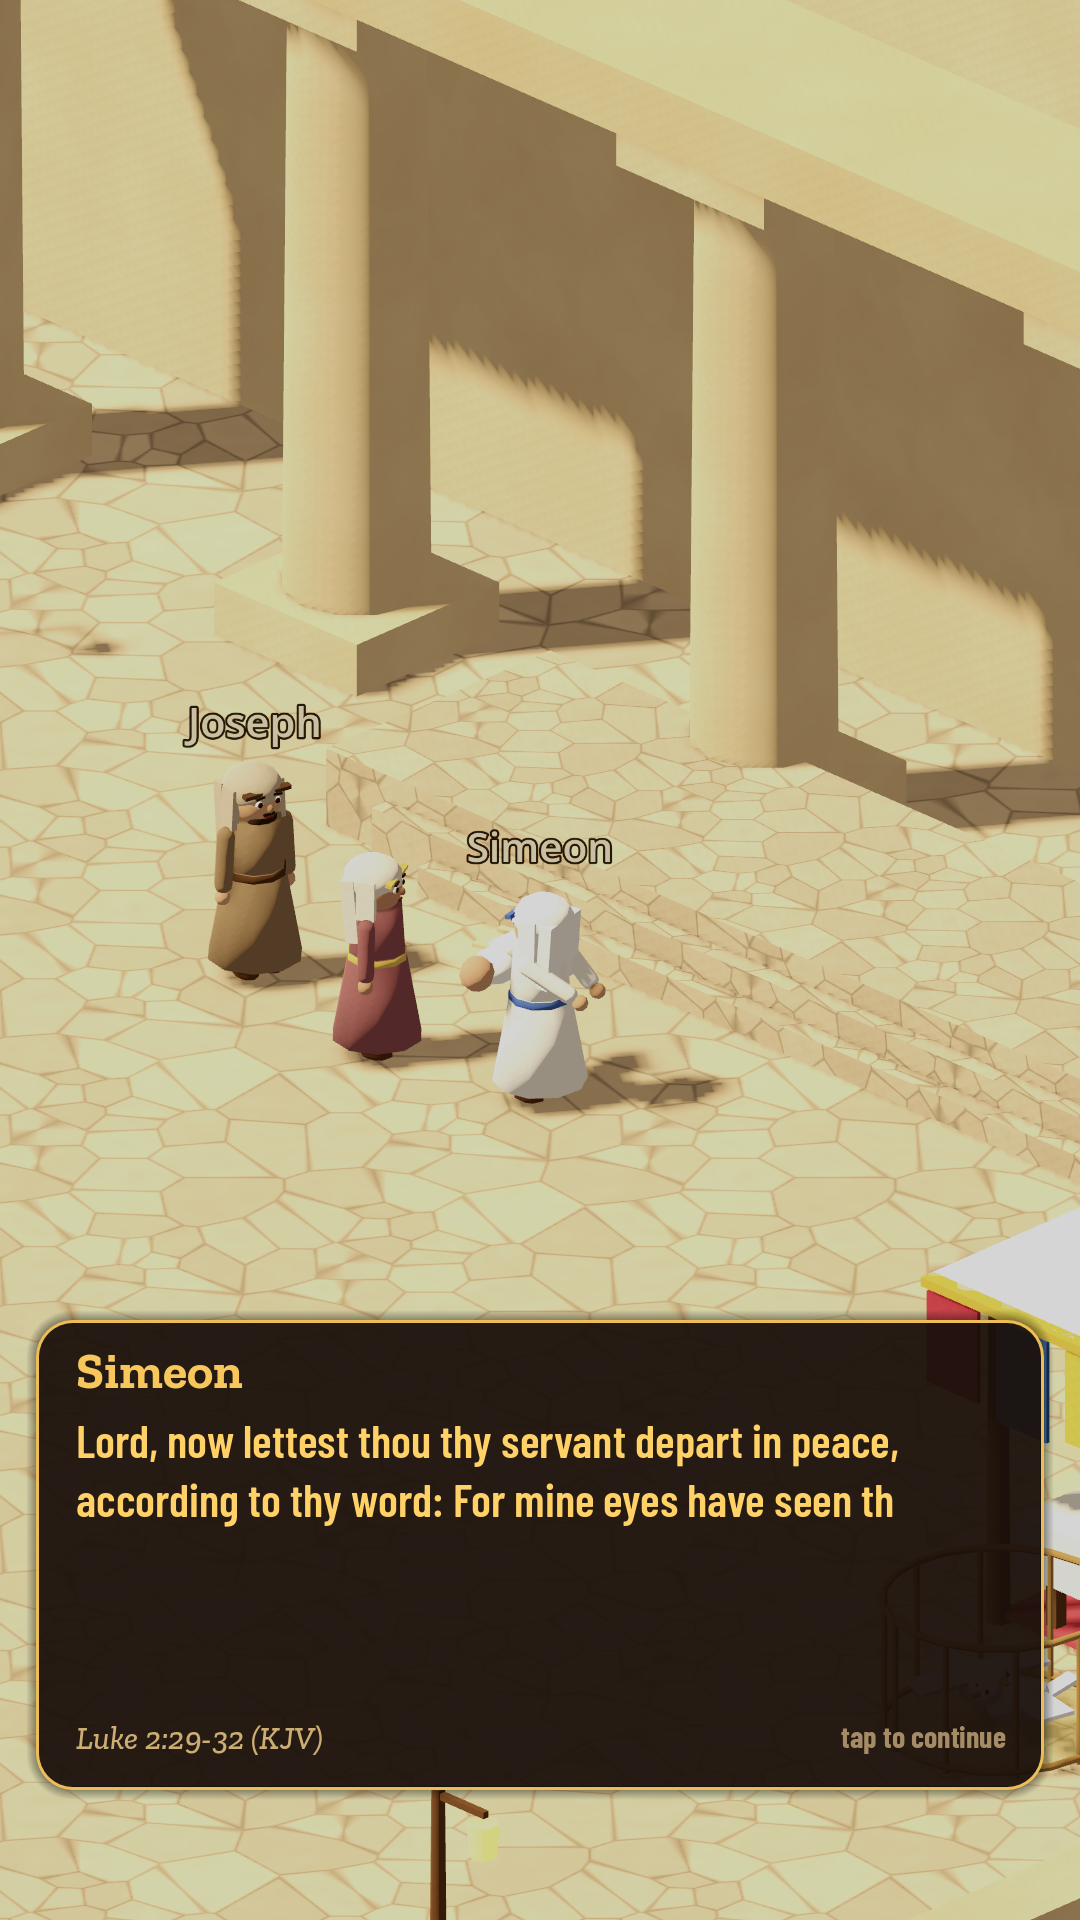 Joseph
Simeon
Simeon
Lord, now lettest thou thy servant depart in peace,
according to thy word: For mine eyes have seen th
Luke 2:29-32 (KJV)
tap to continue